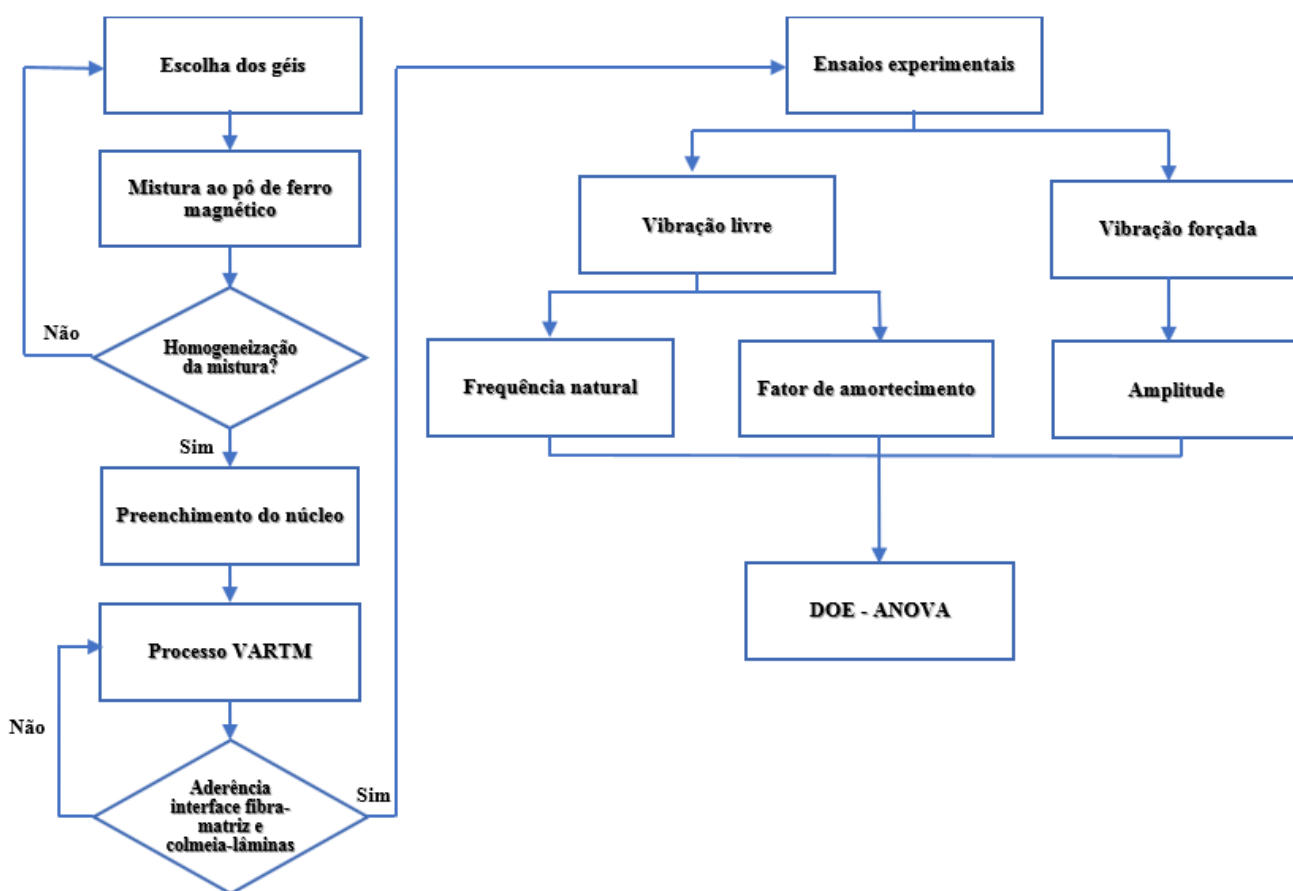 Escolha dos géis
Mistura ao pó de ferro
magnético
Não
Homogeneização
da mistura?
Sim
Preenchimento do núcleo
Processo VARTM
Não
Aderência
interface fibra-
matriz e
colmeia-lâminas
Sim
Ensaios experimentais
Vibração livre
Vibração forçada
Frequência natural
Fator de amortecimento
Amplitude
DOE - ANOVA